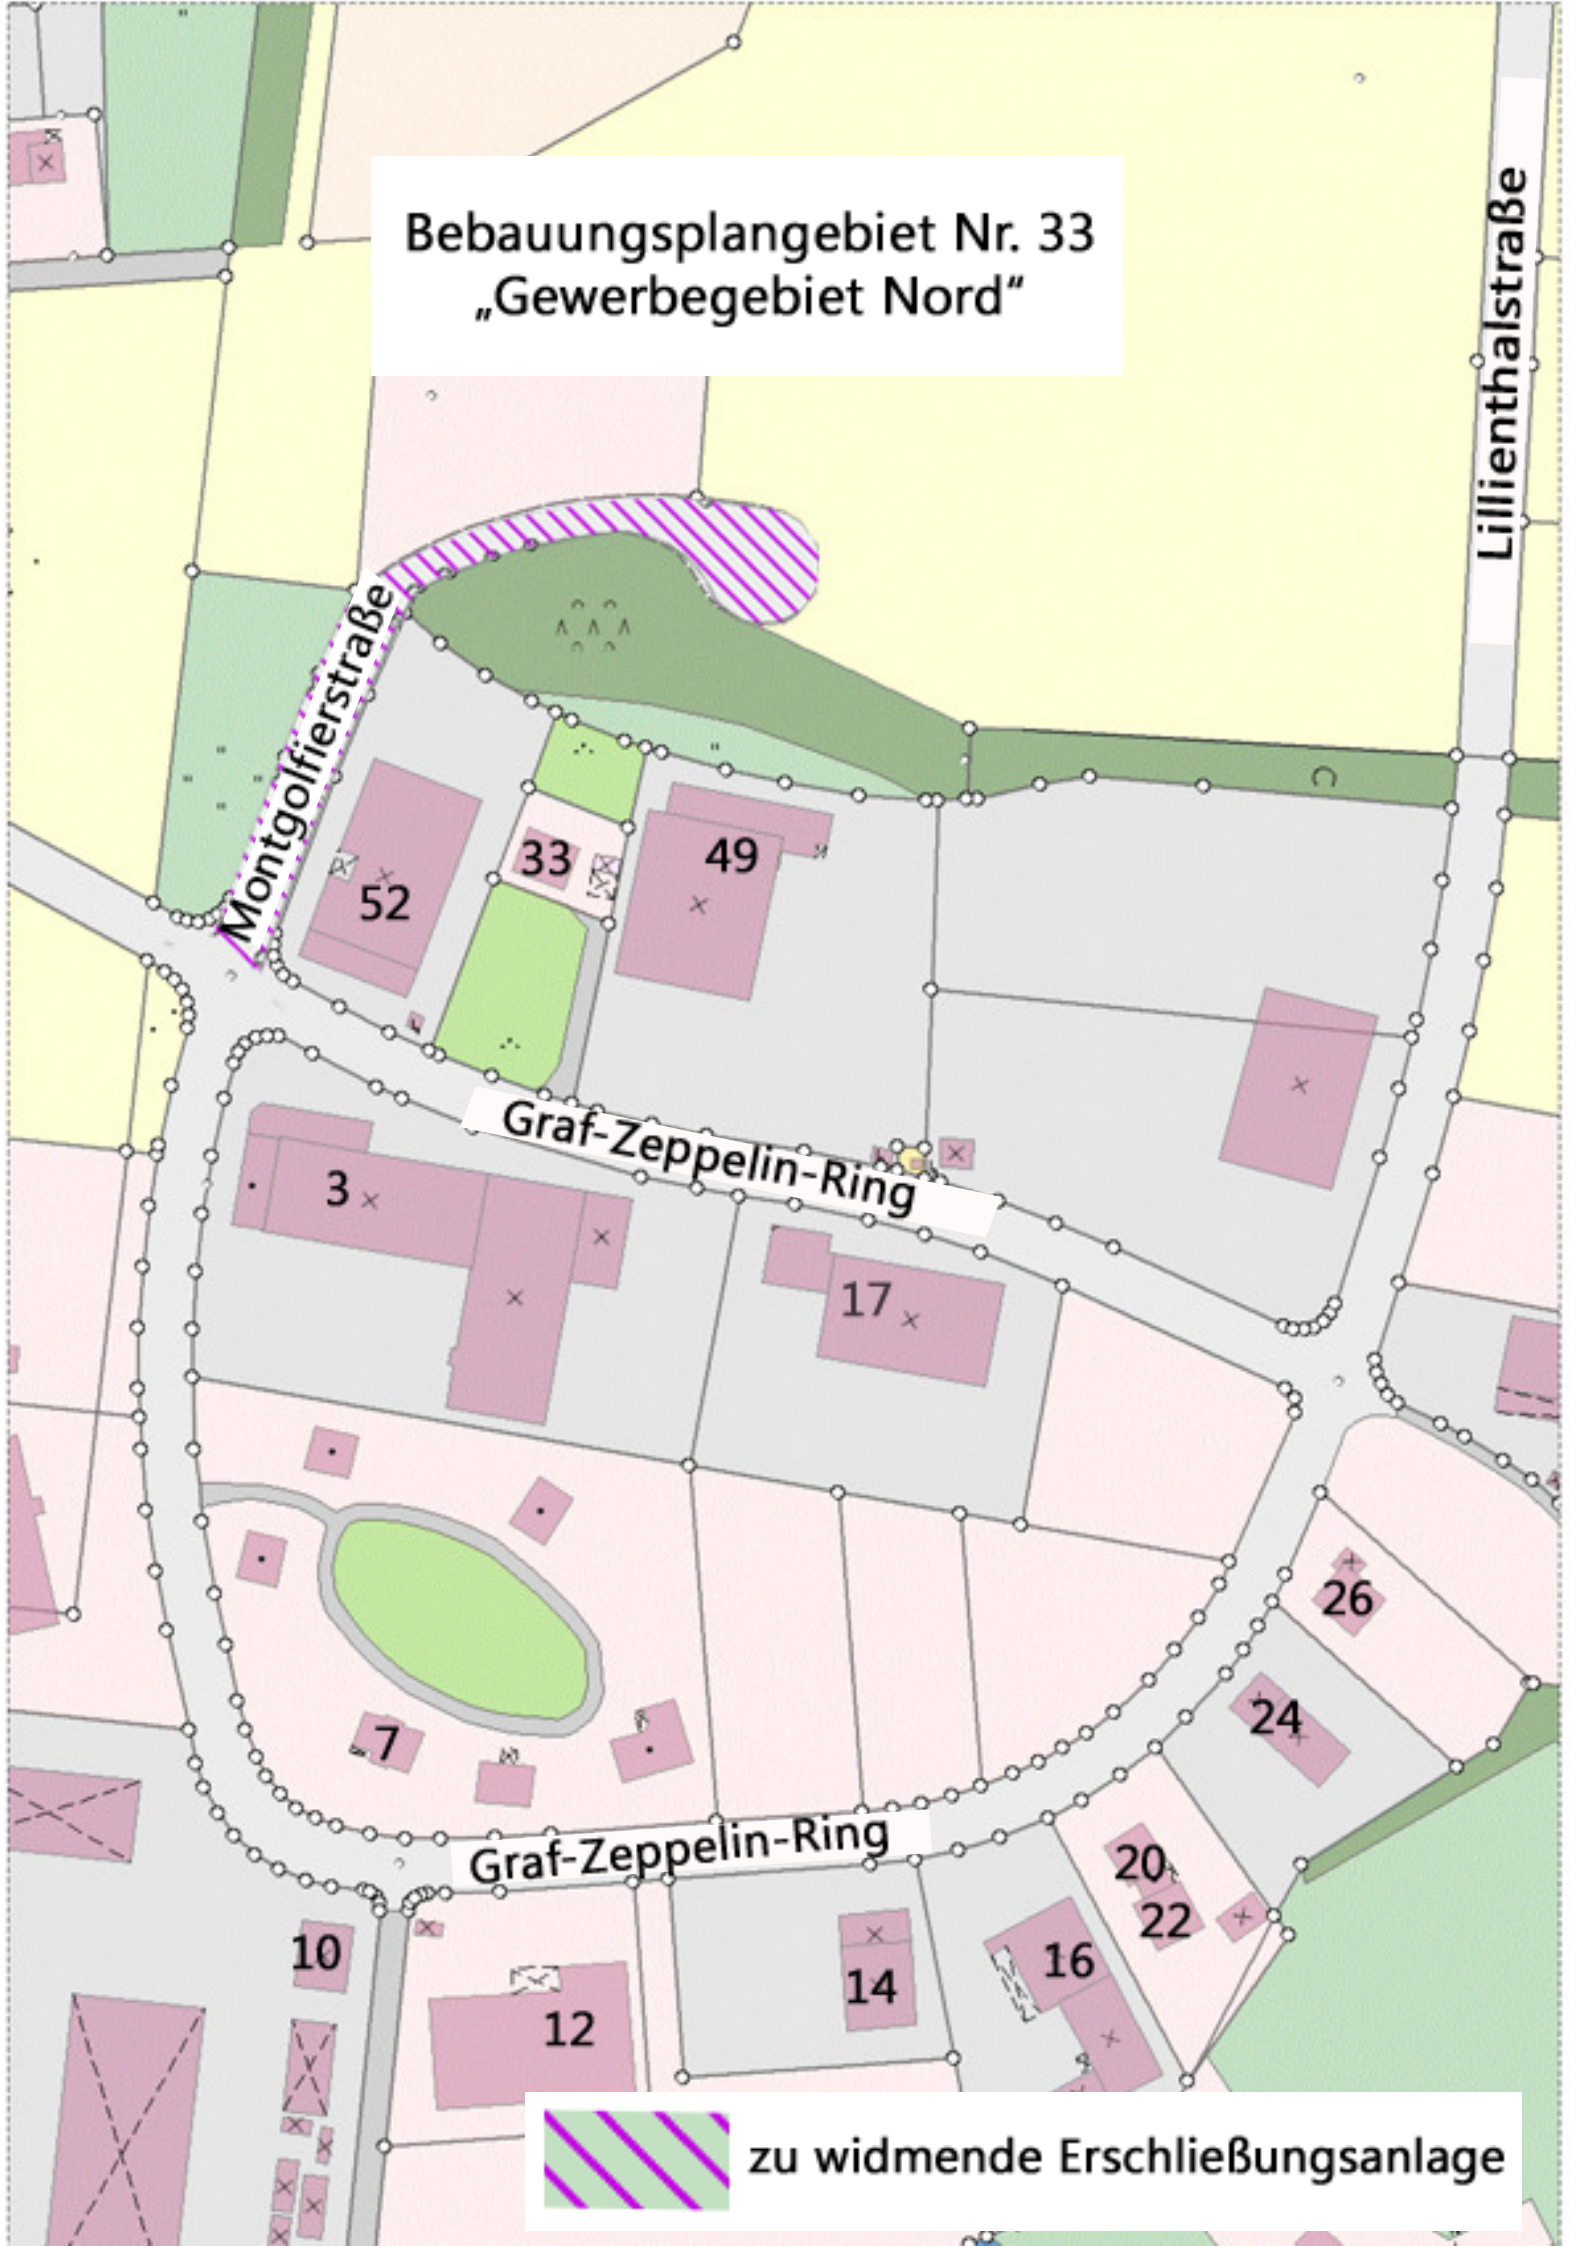 Bebauungsplangebiet Nr. 33
„Gewerbegebiet Nord“
Lillienthalstraße
Montgolfierstraße
33
49
52
Graf-Zeppelin-Ring
3
17
26
24
7
Graf-Zeppelin-Ring
20
22
10
16
14
12
zu widmende Erschließungsanlage